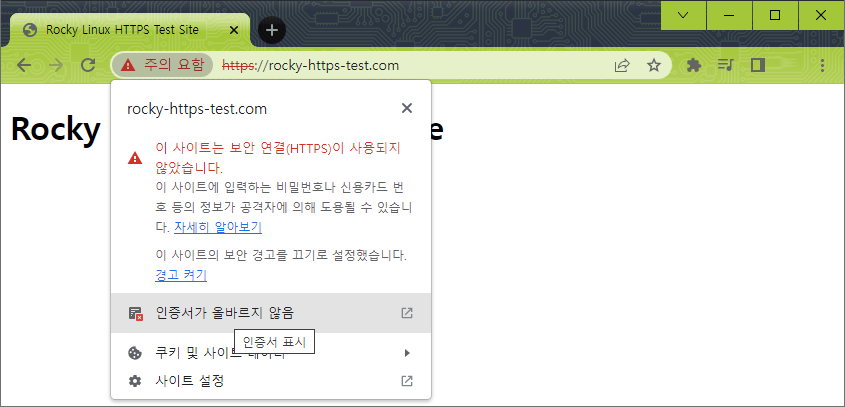 Rocky Linux HTTPS Test Site
주의 요함 https://rocky-https-test.com
rocky-https-test.com
Rocky
e
이 사이트는 보안 연결(HTTPS)이 사용되지
않았습니다.
이 사이트에 입력하는 비밀번호나 신용카드 번
호 등의 정보가 공격자에 의해 도용될 수 있습니
다. 자세히 알아보기
이 사이트의 보안 경고를 끄기로 설정했습니다.
경고 켜기
인증서가 올바르지 않음
인증서 표시
쿠키 및 사이트 데이터
사이트 설정